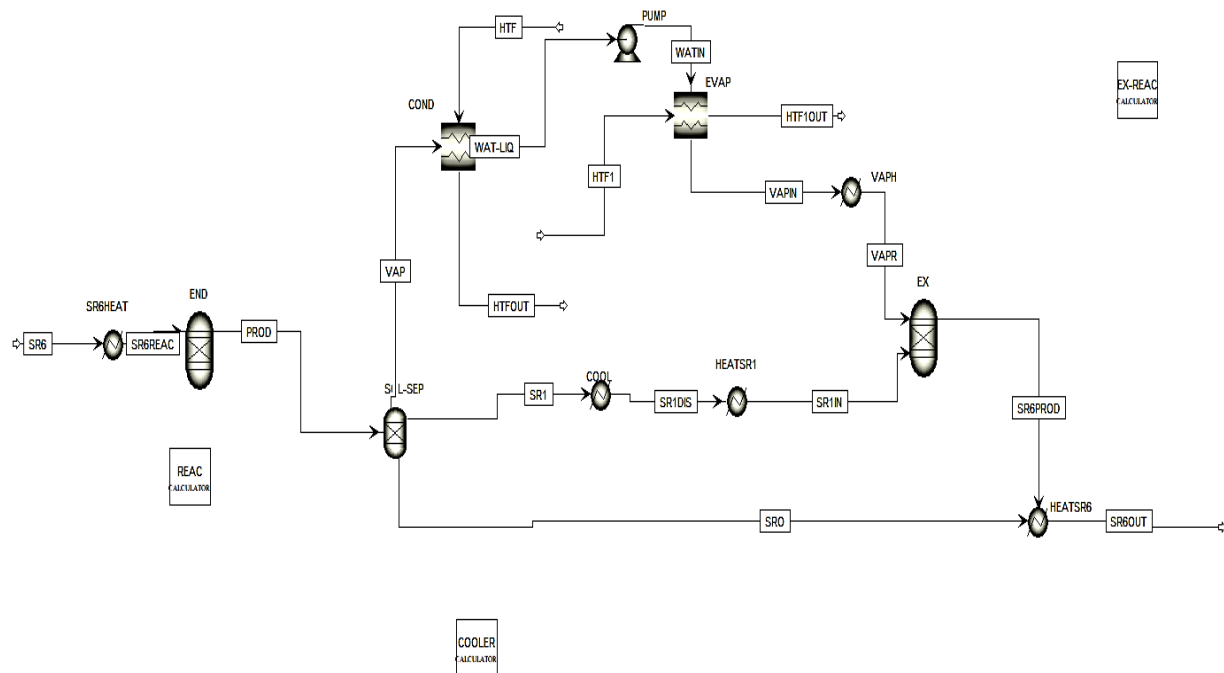 PUMP
HTF
WATIN
EX-REAC
CALCULATOR
EVAP
COND
HTF1OUT
WAT-LIQ
HTF1
VAPH
VAPIN
VAPR
VAP
EX
END
HTFOUT
SR6HEAT
PROD
SR6
SR6REAC
HEATSR1
COOL
SR1
SR1DIS
SR1IN
SR6PROD
REAC
CALCULATOR
HEATSR6
SR0
SR6OUT
COOLER
CALCULATOR